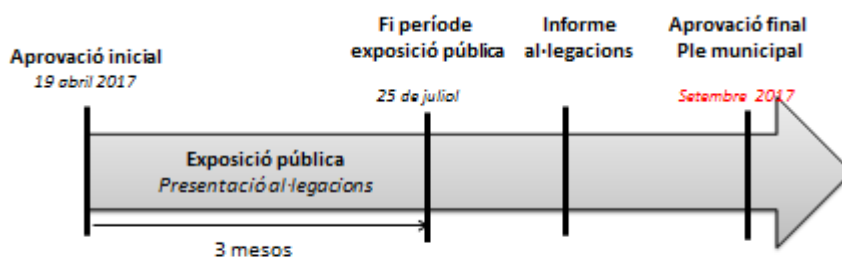 Aprovació inicial
19 abril 2017
Fi període
exposició pública
25 de juliol
Informe
al·legacions
Aprovació final
Ple municipal
Setembre 2017
Exposició pública
Presentació al·legacions
3 mesos